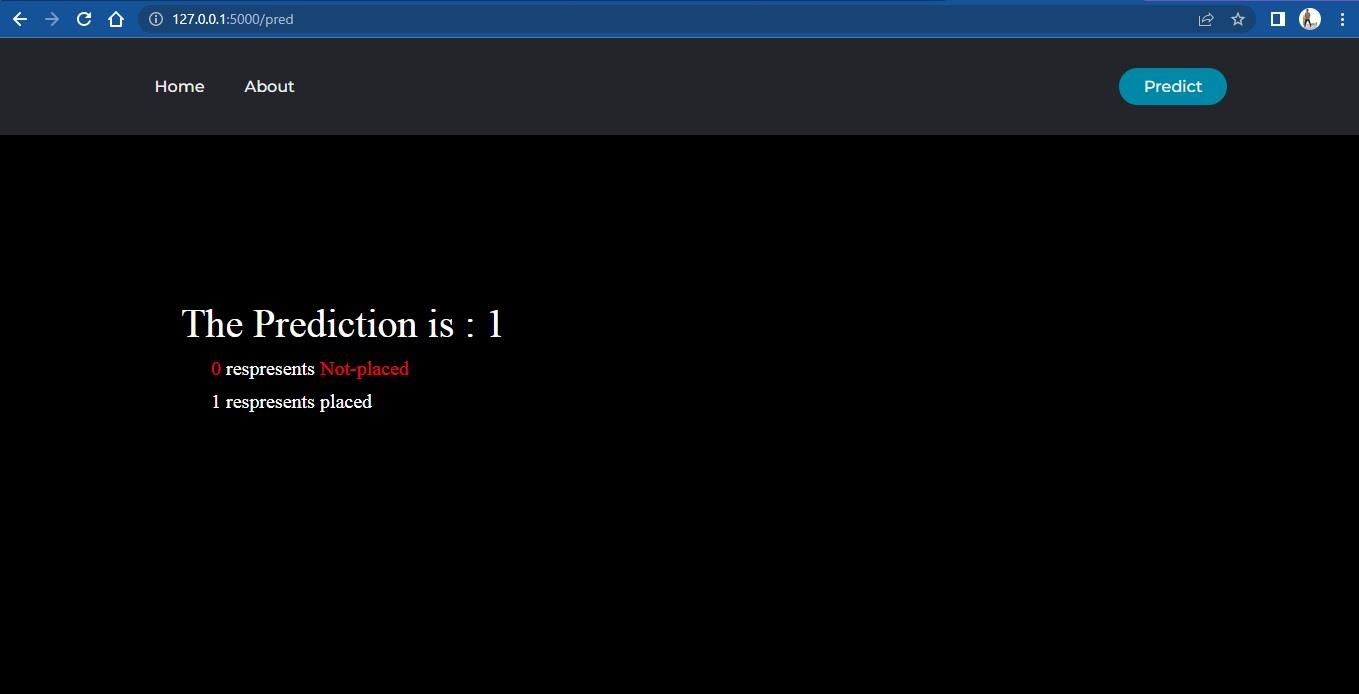 127.0.0.1:5000/pred
Home About Predict
The Prediction is : 1
0 respresents Not-placed
1 respresents placed